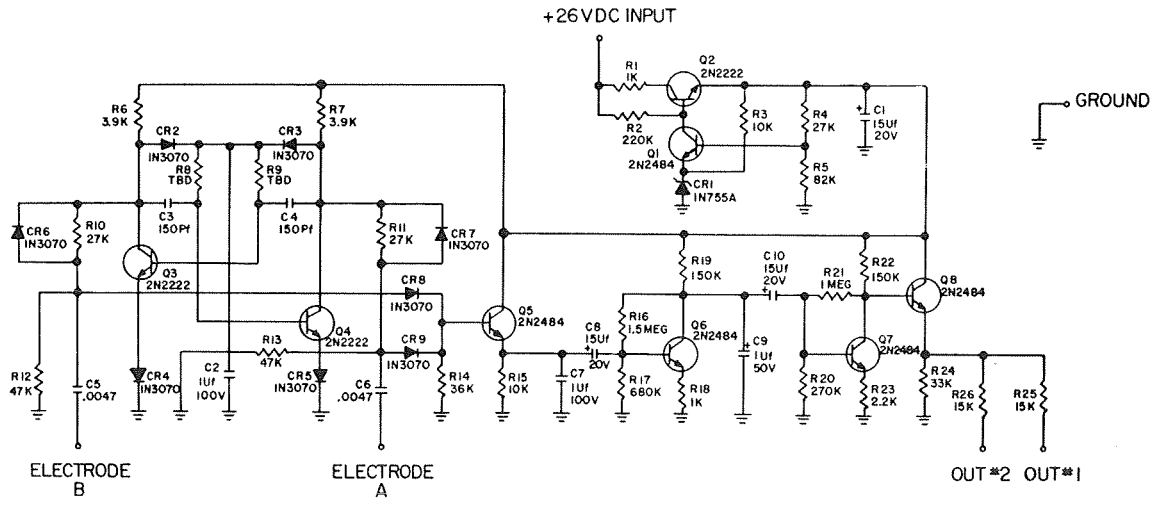 +26VDC INPUT
R1
1K
Q2
2N2222
R2
220K
Q1
2N2484
R3
10K
R4
27K
C1
15Uf
20V
GROUND
CR1
1N755A
R5
82K
R6
3.9K
CR2
1N3070
CR3
1N3070
R7
3.9K
R8
TBD
R9
TBD
C3
150Pf
C4
150Pf
CR6
1N3070
R10
27K
R11
27K
CR7
1N3070
Q3
2N2222
CR8
1N3070
Q5
2N2484
R19
150K
C10
15Uf
20V
R21
1 MEG
R22
150K
Q8
2N2484
Q4
2N2222
R13
47K
CR9
1N3070
C8
15Uf
20V
R16
1.5MEG
Q6
2N2484
C9
1Uf
50V
Q7
2N2484
R12
47K
C5
.0047
CR4
1N3070
C2
1Uf
100V
CR5
1N3070
C6
.0047
R14
36K
R15
10K
C7
1Uf
100V
R17
680K
R18
1K
R20
270K
R23
2.2K
R24
33K
R26
15K
R25
15K
ELECTRODE
B
ELECTRODE
A
OUT #2
OUT #1